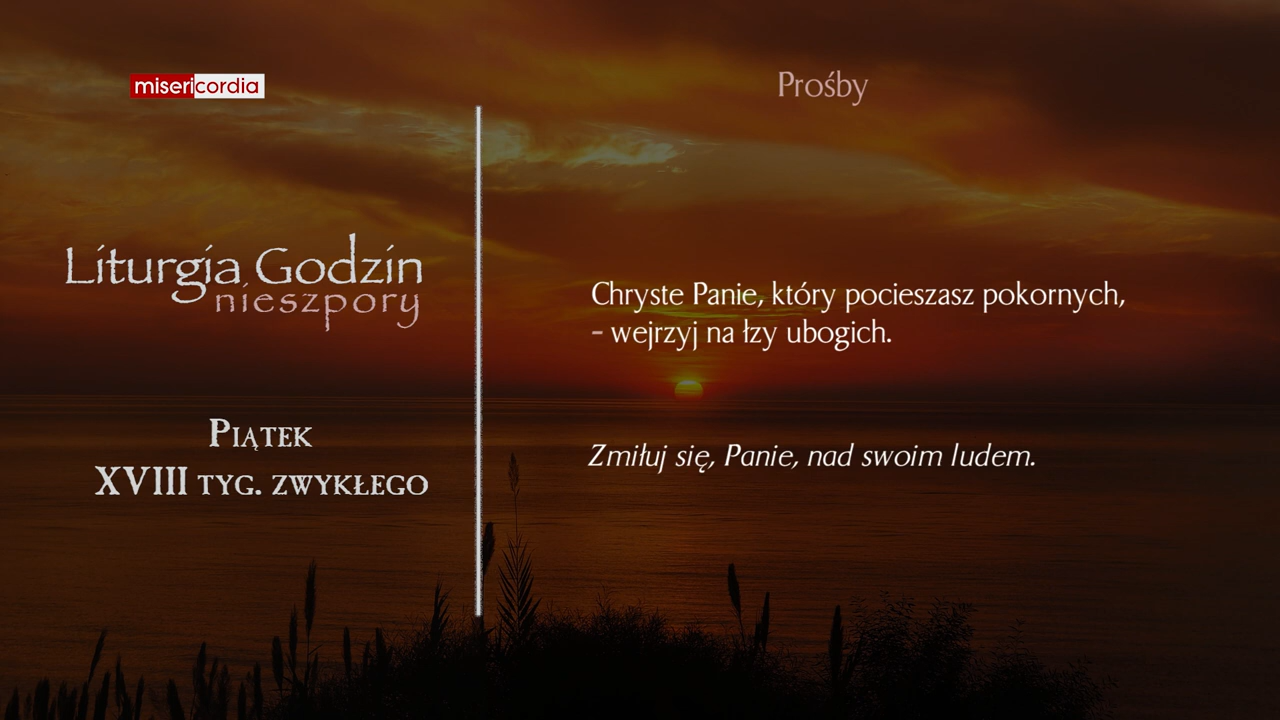 misericordia
Liturgia Godzin
nieszpory
Piątek
XVIII tyg. zwykłego
Prośby
Chryste Panie, który pocieszasz pokornych,
– wejrzyj na łzy ubogich.
Zmiłuj się, Panie, nad swoim ludem.